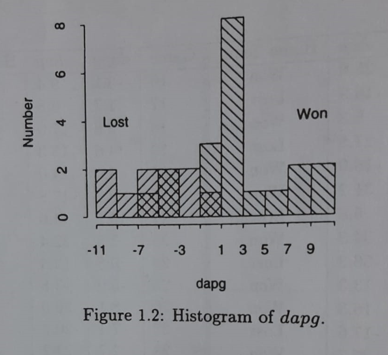 8
6
Number
4
Lost
Won
2
0
-11 -7 -3 1 3 5 7 9
dapg
Figure 1.2: Histogram of dapg.